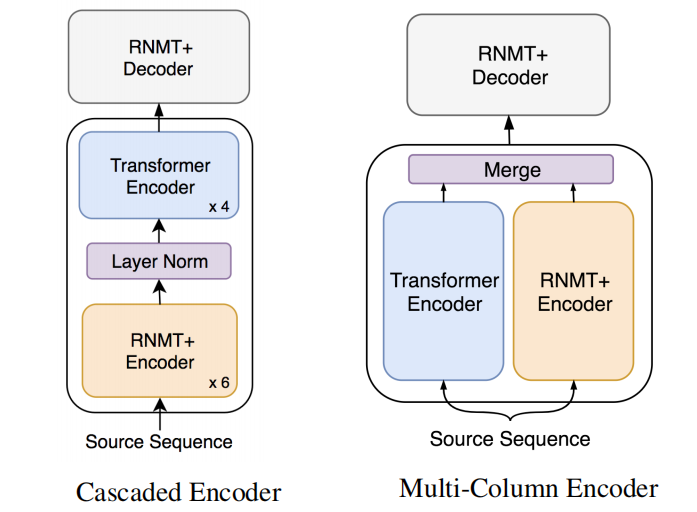 RNMT+
Decoder
Transformer
Encoder
x 4
Layer Norm
RNMT+
Encoder
x 6
Source Sequence
Cascaded Encoder
RNMT+
Decoder
Merge
Transformer
Encoder
RNMT+
Encoder
Source Sequence
Multi-Column Encoder